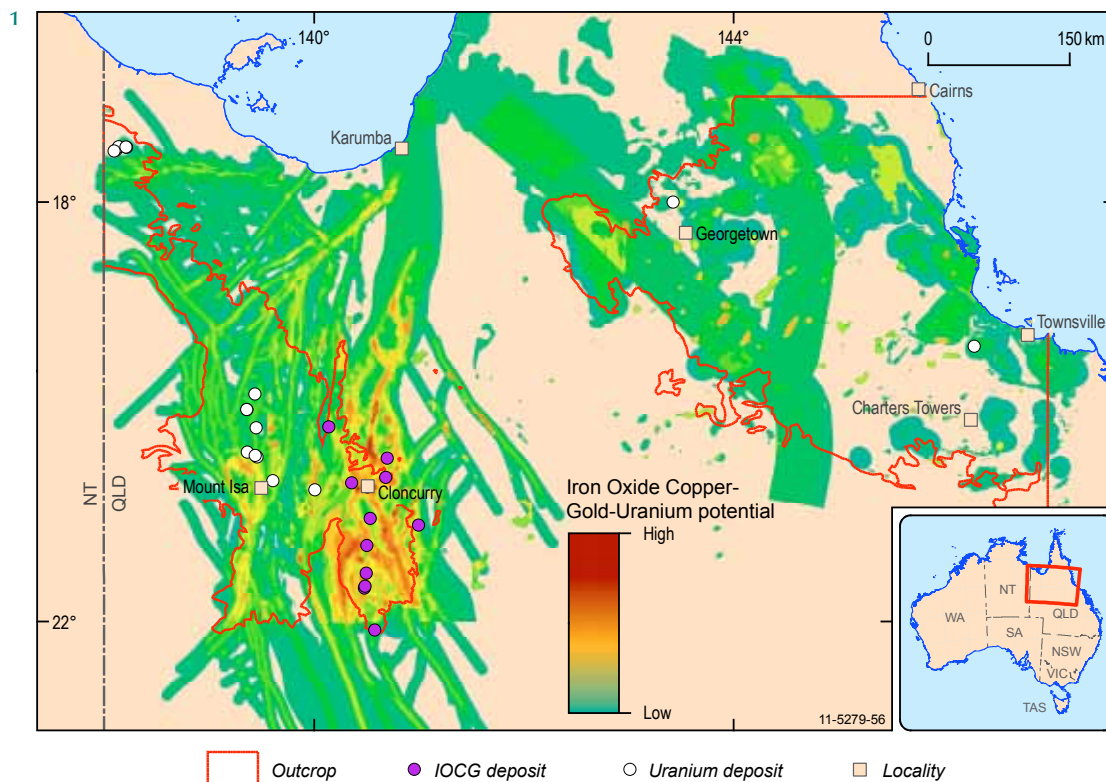 1
140°
144°
0
150 km
Cairns
Karumba
18°
Georgetown
Townsville
Charters Towers
NT
QLD
Mount Isa
Cloncurry
Iron Oxide Copper-
Gold-Uranium potential
High
Low
22°
11-5279-56
WA
NT
QLD
SA
NSW
VIC
TAS
Outcrop
IOCG deposit
Uranium deposit
Locality